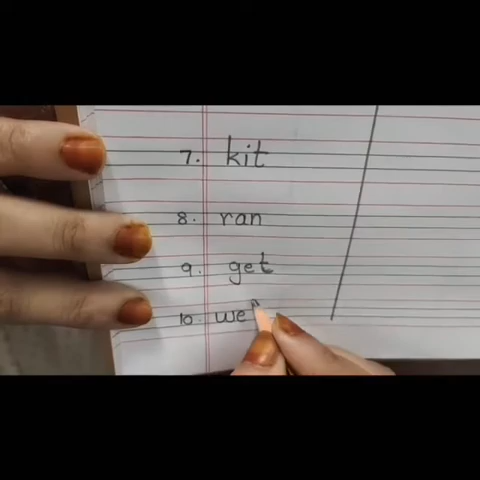 7. kit
8. ran
9. get
10. we